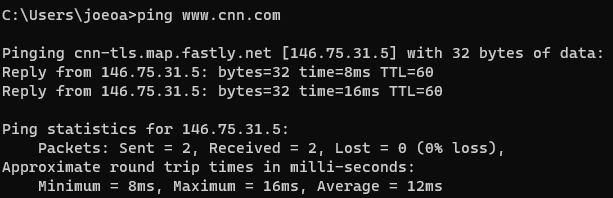 C:\Users\joeoa>ping www.cnn.com
Pinging cnn-tls.map.fastly.net [146.75.31.5] with 32 bytes of data:
Reply from 146.75.31.5: bytes=32 time=8ms TTL=60
Reply from 146.75.31.5: bytes=32 time=16ms TTL=60
Ping statistics for 146.75.31.5:
    Packets: Sent = 2, Received = 2, Lost = 0 (0% loss),
Approximate round trip times in milli-seconds:
    Minimum = 8ms, Maximum = 16ms, Average = 12ms